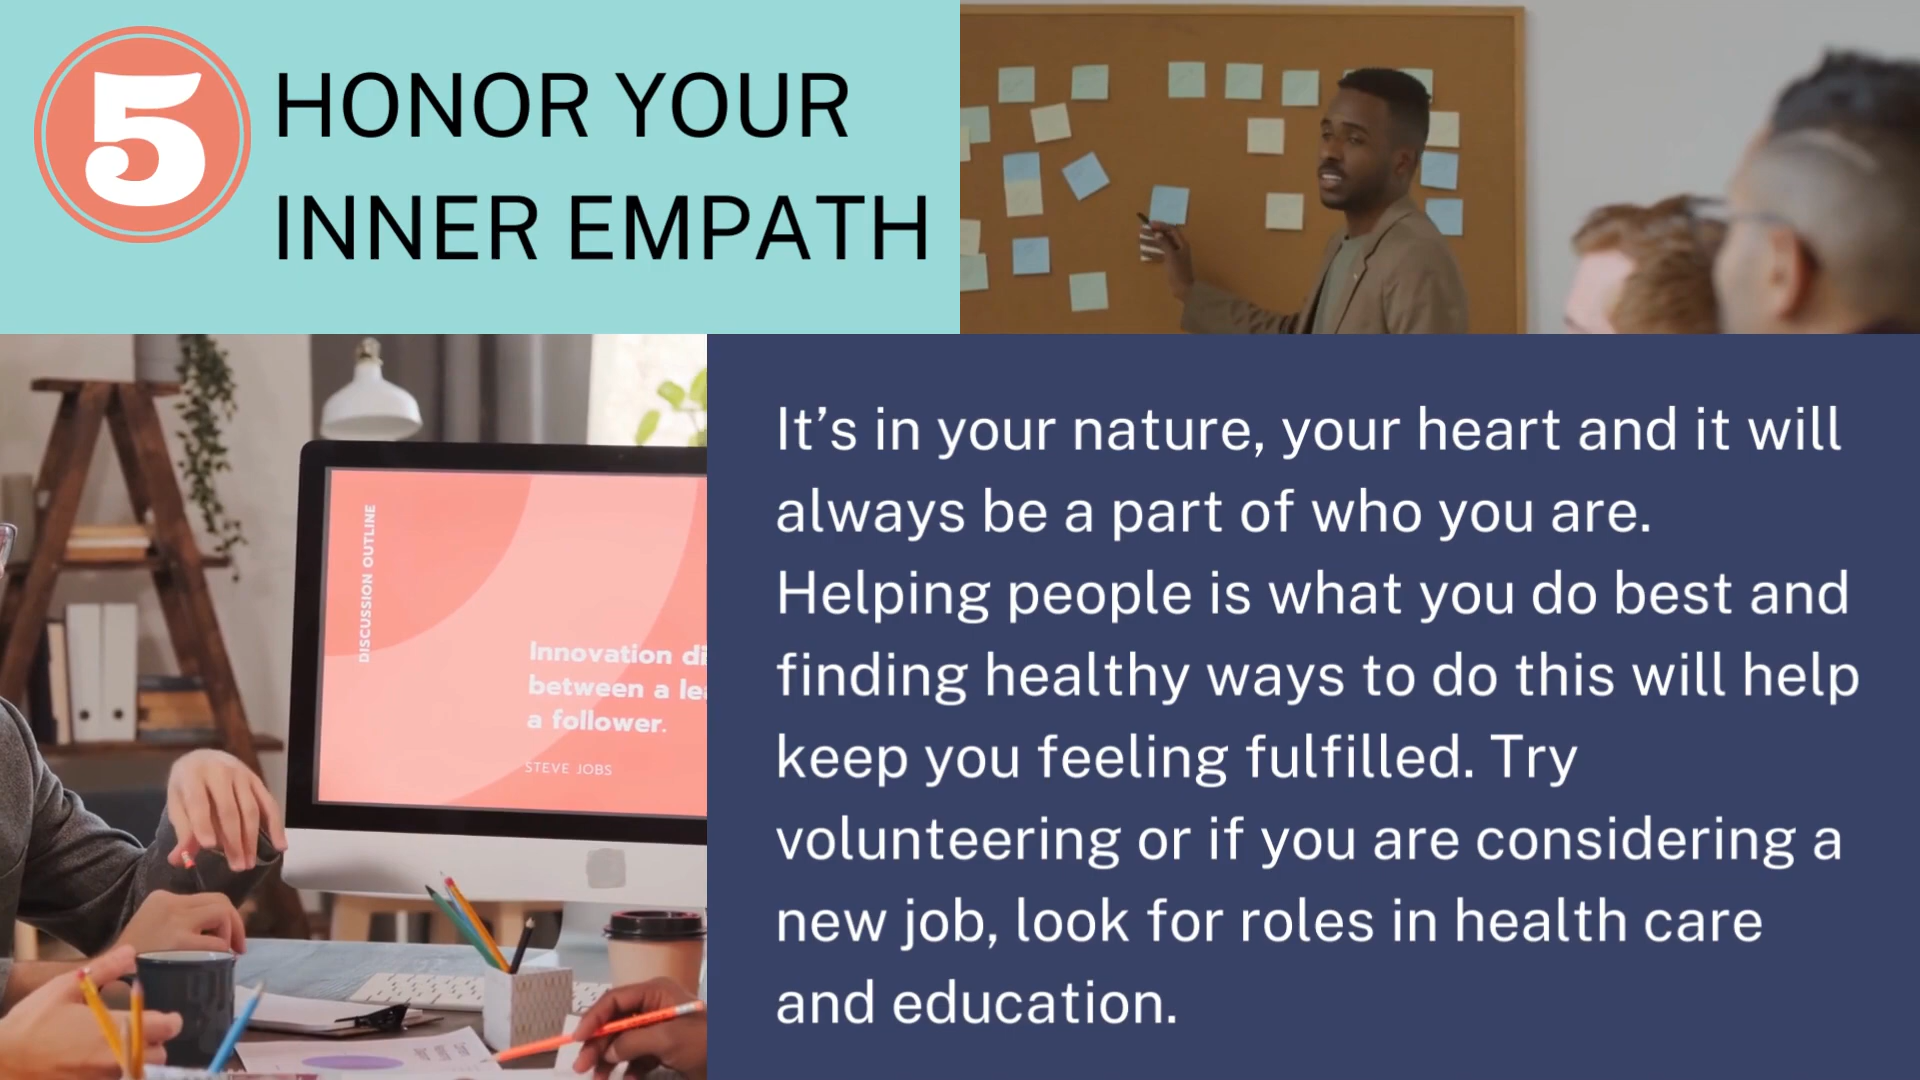 5
HONOR YOUR
INNER EMPATH
It’s in your nature, your heart and it will
always be a part of who you are.
Helping people is what you do best and
finding healthy ways to do this will help
keep you feeling fulfilled. Try
volunteering or if you are considering a
new job, look for roles in health care
and education.
DISCUSSION OUTLINE
Innovation
between a
a follower.
STEVE JOBS